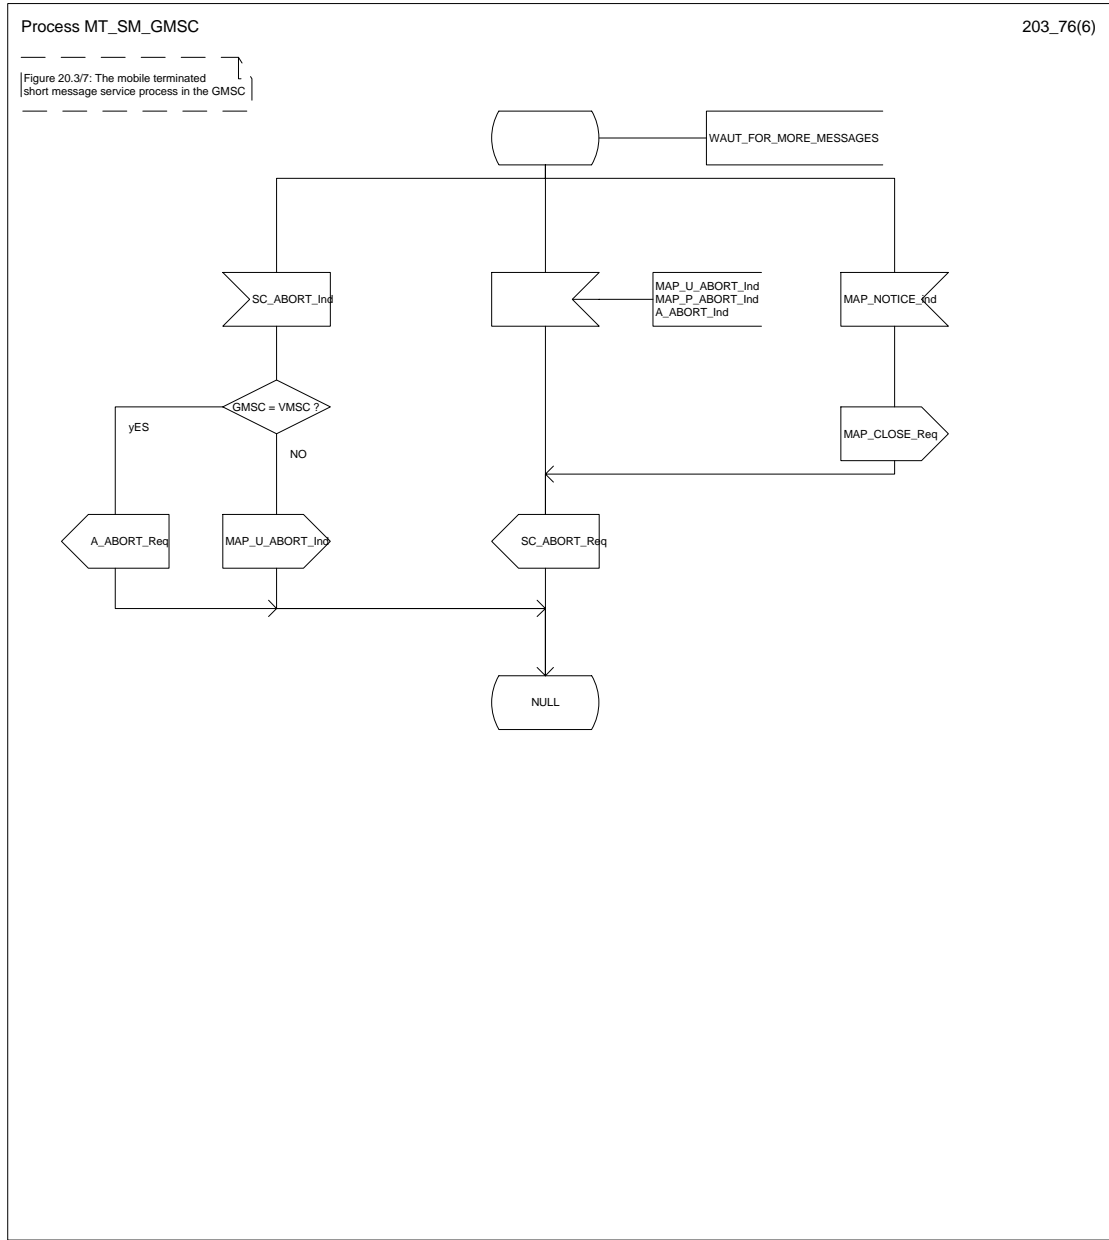 Process MT_SM_GMSC
203_76(6)
Figure 20.3/7: The mobile terminated
short message service process in the GMSC
WAUT_FOR_MORE_MESSAGES
SC_ABORT_Ind
MAP_U_ABORT_Ind
MAP_P_ABORT_Ind
A_ABORT_Ind
MAP_NOTICE_Ind
GMSC = VMSC ?
yES
NO
MAP_CLOSE_Req
A_ABORT_Req
MAP_U_ABORT_Ind
SC_ABORT_Req
NULL